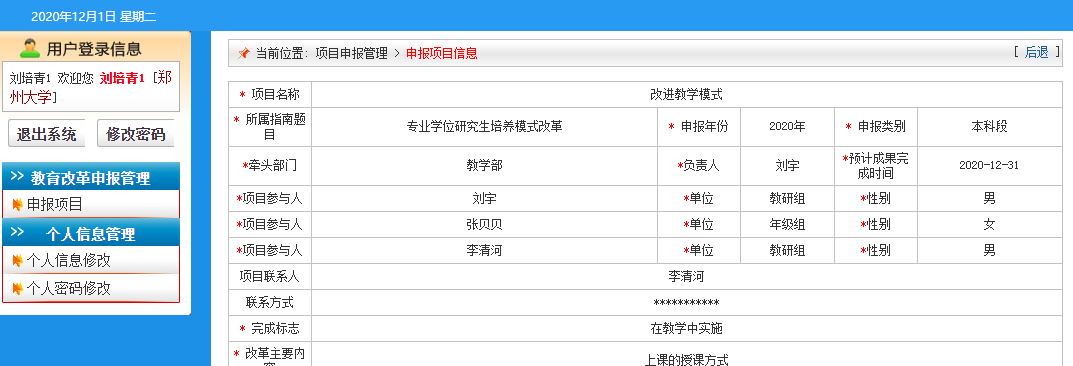 2020年12月1日 星期二
用户登录信息
刘培青1 欢迎您 刘培青1 [郑
州大学]
退出系统 修改密码
>> 教育改革申报管理
申报项目
>> 个人信息管理
个人信息修改
个人密码修改
当前位置: 项目申报管理 > 申报项目信息 [ 后退 ]
* 项目名称 改进教学模式
* 所属指南题
目 专业学位研究生培养模式改革 * 申报年份 2020年 * 申报类别 本科段
*牵头部门 教学部 *负责人 刘宇 *预计成果完
成时间 2020-12-31
*项目参与人 刘宇 *单位 教研组 *性别 男
*项目参与人 张贝贝 *单位 年级组 *性别 女
*项目参与人 李清河 *单位 教研组 *性别 男
项目联系人 李清河
联系方式 ***********
* 完成标志 在教学中实施
* 改革主要内
上课的授课方式